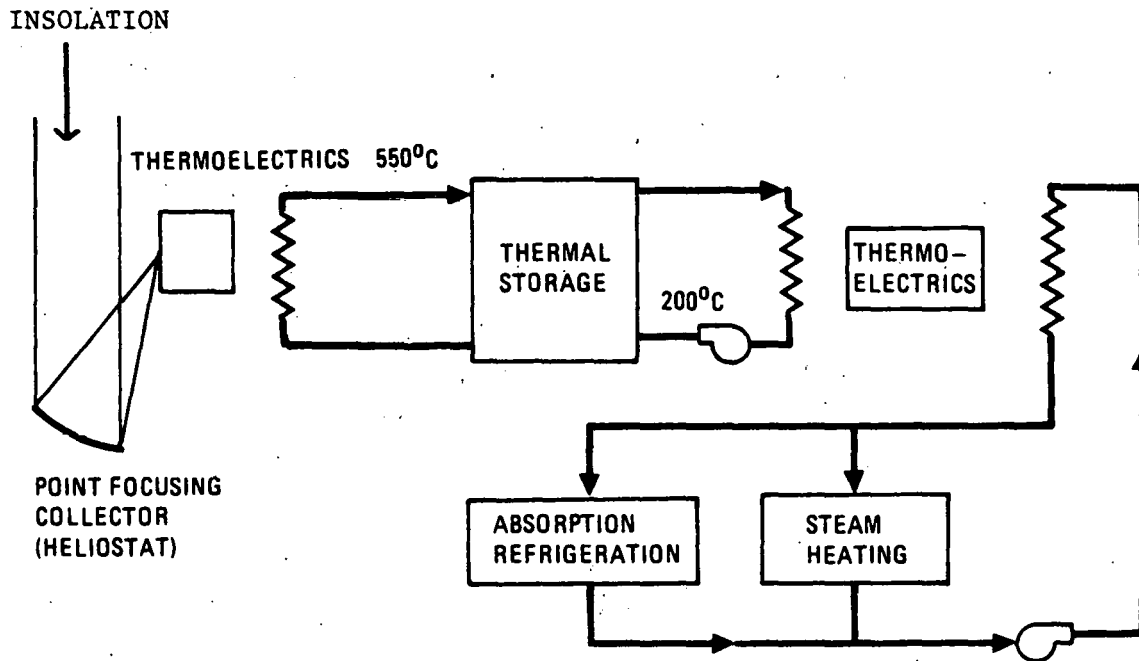 INSOLATION
THERMOELECTRICS 550°C
THERMAL
STORAGE
200°C
THERMO-
ELECTRICS
POINT FOCUSING
COLLECTOR
(HELIOSTAT)
ABSORPTION
REFRIGERATION
STEAM
HEATING